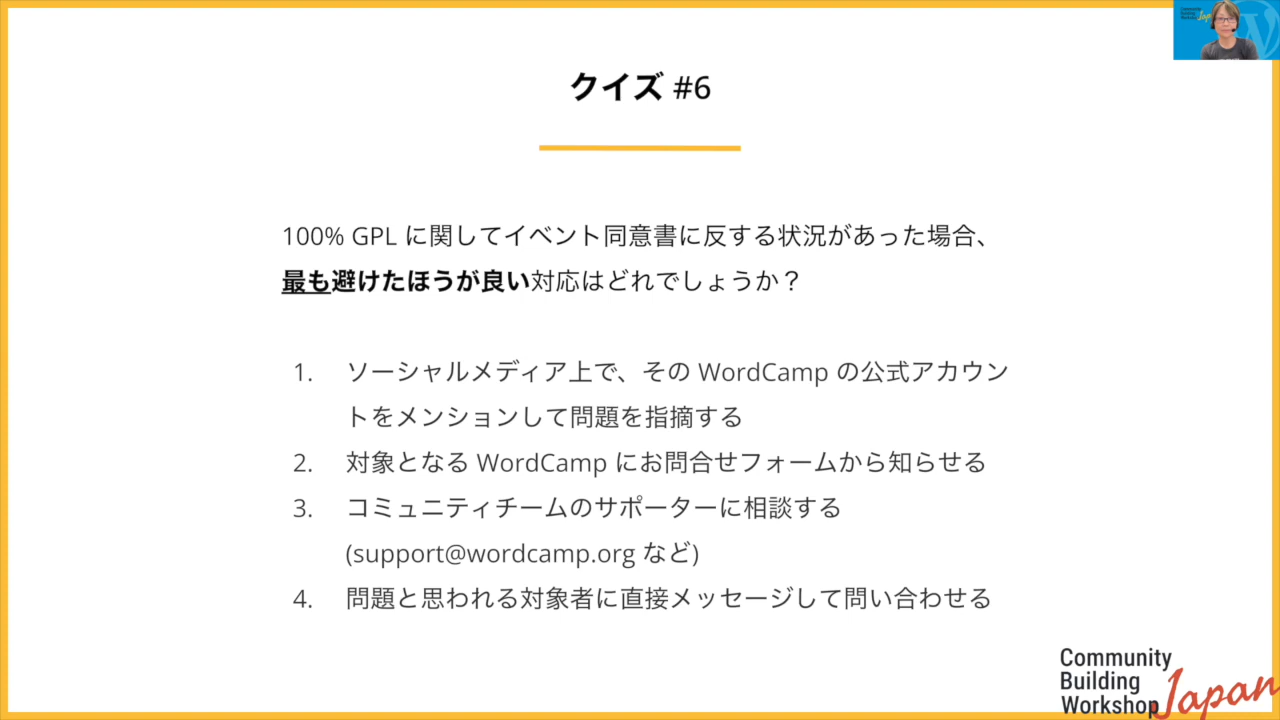 クイズ #6
100% GPL に関してイベント同意書に反する状況があった場合、
最も避けたほうが良い対応はどれでしょうか？
1. ソーシャルメディア上で、その WordCamp の公式アカウン
トをメンションして問題を指摘する
2. 対象となる WordCamp にお問合せフォームから知らせる
3. コミュニティチームのサポーターに相談する
(support@wordcamp.org など)
4. 問題と思われる対象者に直接メッセージして問い合わせる
Community
Building
Workshop Japan